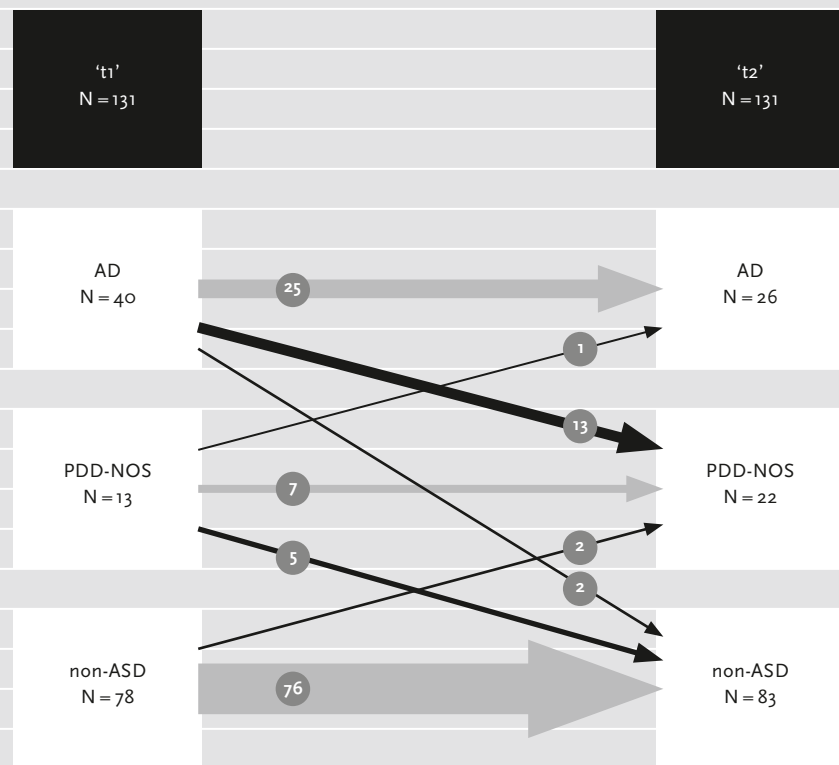 ‘t1’
N = 131
‘t2’
N = 131
AD
N = 40
25
AD
N = 26
1
13
PDD-NOS
N = 13
7
PDD-NOS
N = 22
5
2
2
non-ASD
N = 78
76
non-ASD
N = 83